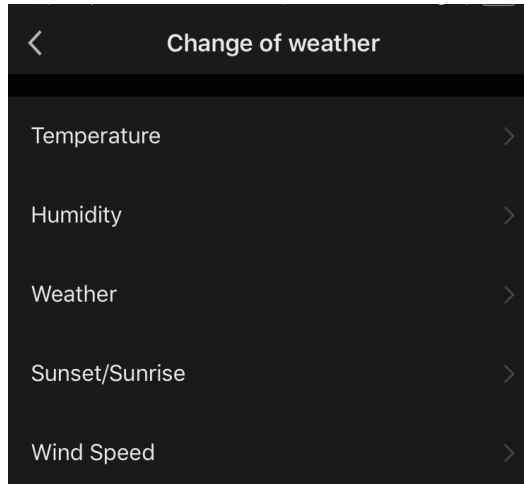 Change of weather
Temperature
Humidity
Weather
Sunset/Sunrise
Wind Speed